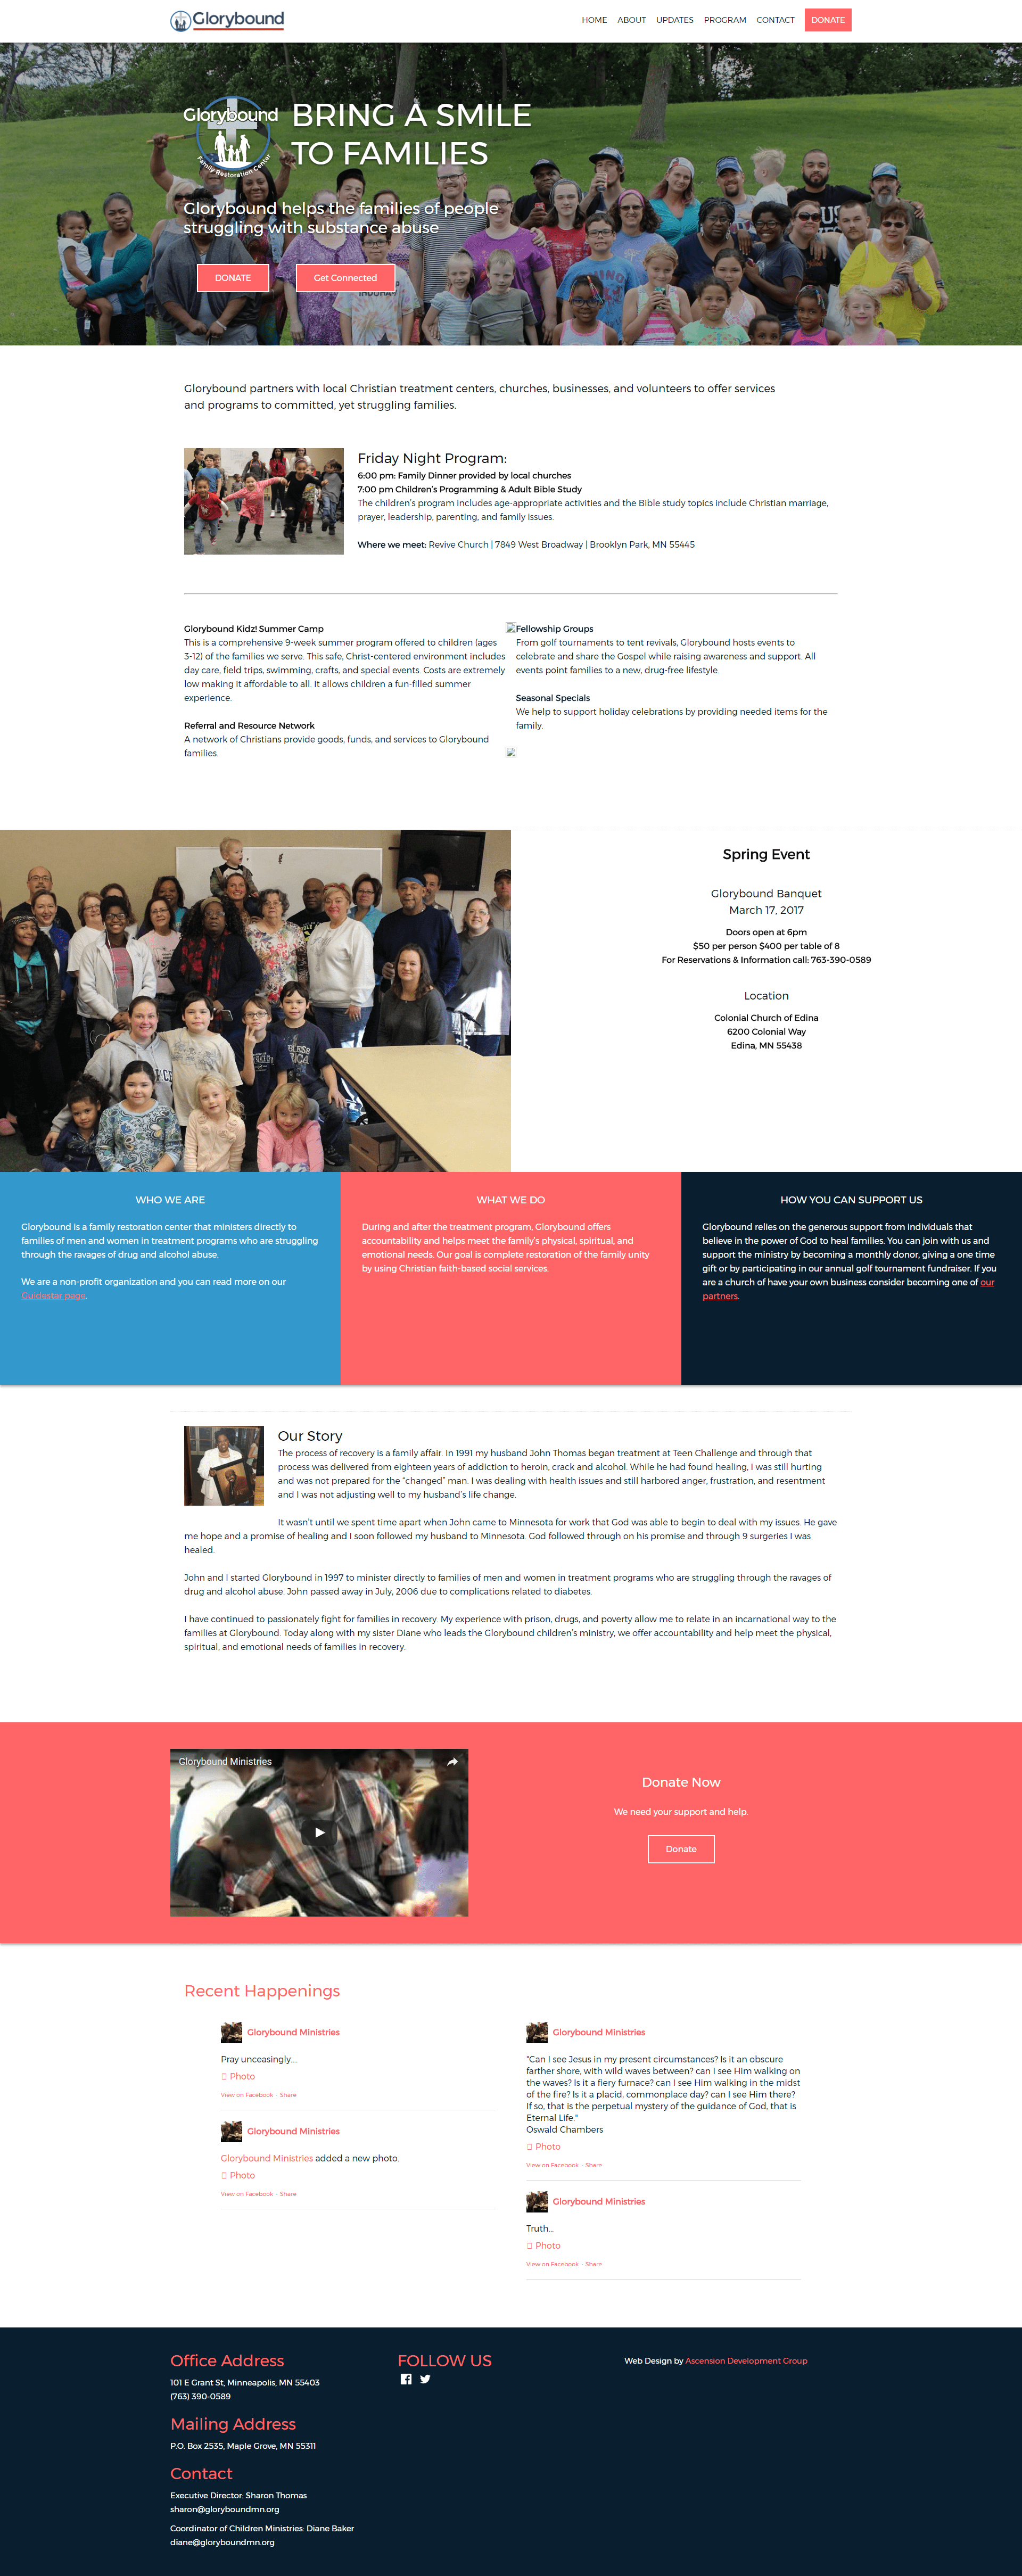 Glorybound
HOME ABOUT UPDATES PROGRAM CONTACT DONATE
Glorybound
Family Restoration Center
BRING A SMILE
TO FAMILIES
Glorybound helps the families of people
struggling with substance abuse
DONATE
Get Connected
Glorybound partners with local Christian treatment centers, churches, businesses, and volunteers to offer services
and programs to committed, yet struggling families.
Friday Night Program:
6:00 pm: Family Dinner provided by local churches
7:00 pm Children's Programming & Adult Bible Study
The children's program includes age-appropriate activities and the Bible study topics include Christian marriage,
prayer, leadership, parenting, and family issues.
Where we meet: Revive Church | 7849 West Broadway | Brooklyn Park, MN 55445
Glorybound Kidz! Summer Camp
This is a comprehensive 9-week summer program offered to children (ages
3-12) of the families we serve. This safe, Christ-centered environment includes
day care, field trips, swimming, crafts, and special events. Costs are extremely
low making it affordable to all. It allows children a fun-filled summer
experience.
Referral and Resource Network
A network of Christians provide goods, funds, and services to Glorybound
families.
Fellowship Groups
From golf tournaments to tent revivals, Glorybound hosts events to
celebrate and share the Gospel while raising awareness and support. All
events point families to a new, drug-free lifestyle.
Seasonal Specials
We help to support holiday celebrations by providing needed items for the
family.
Spring Event
Glorybound Banquet
March 17, 2017
Doors open at 6pm
$50 per person $400 per table of 8
For Reservations & Information call: 763-390-0589
Location
Colonial Church of Edina
6200 Colonial Way
Edina, MN 55438
WHO WE ARE
Glorybound is a family restoration center that ministers directly to
families of men and women in treatment programs who are struggling
through the ravages of drug and alcohol abuse.
We are a non-profit organization and you can read more on our
Guidestar page.
WHAT WE DO
During and after the treatment program, Glorybound offers
accountability and helps meet the family's physical, spiritual, and
emotional needs. Our goal is complete restoration of the family unity
by using Christian faith-based social services.
HOW YOU CAN SUPPORT US
Glorybound relies on the generous support from individuals that
believe in the power of God to heal families. You can join with us and
support the ministry by becoming a monthly donor, giving a one time
gift or by participating in our annual golf tournament fundraiser. If you
are a church of have your own business consider becoming one of our
partners.
Our Story
The process of recovery is a family affair. In 1991 my husband John Thomas began treatment at Teen Challenge and through that
process was delivered from eighteen years of addiction to heroin, crack and alcohol. While he had found healing, I was still hurting
and was not prepared for the "changed" man. I was dealing with health issues and still harbored anger, frustration, and resentment
and I was not adjusting well to my husband's life change.
It wasn't until we spent time apart when John came to Minnesota for work that God was able to begin to deal with my issues. He gave
me hope and a promise of healing and I soon followed my husband to Minnesota. God followed through on his promise and through 9 surgeries I was
healed.
John and I started Glorybound in 1997 to minister directly to families of men and women in treatment programs who are struggling through the ravages of
drug and alcohol abuse. John passed away in July, 2006 due to complications related to diabetes.
I have continued to passionately fight for families in recovery. My experience with prison, drugs, and poverty allow me to relate in an incarnational way to the
families at Glorybound. Today along with my sister Diane who leads the Glorybound children's ministry, we offer accountability and help meet the physical,
spiritual, and emotional needs of families in recovery.
Glorybound Ministries
Donate Now
We need your support and help.
Donate
Recent Happenings
Glorybound Ministries
Pray unceasingly....
Photo
View on Facebook · Share
Glorybound Ministries
Glorybound Ministries added a new photo.
Photo
View on Facebook · Share
Glorybound Ministries
"Can I see Jesus in my present circumstances? Is it an obscure
farther shore, with wild waves between? can I see Him walking on
the waves? Is it a fiery furnace? can I see Him walking in the midst
of the fire? Is it a placid, commonplace day? can I see Him there?
If so, that is the perpetual mystery of the guidance of God, that is
Eternal Life."
Oswald Chambers
Photo
View on Facebook · Share
Glorybound Ministries
Truth...
Photo
View on Facebook · Share
Office Address
101 E Grant St, Minneapolis, MN 55403
(763) 390-0589
Mailing Address
P.O. Box 2535, Maple Grove, MN 55311
Contact
Executive Director: Sharon Thomas
sharon@gloryboundmn.org
Coordinator of Children Ministries: Diane Baker
diane@gloryboundmn.org
FOLLOW US
Web Design by Ascension Development Group